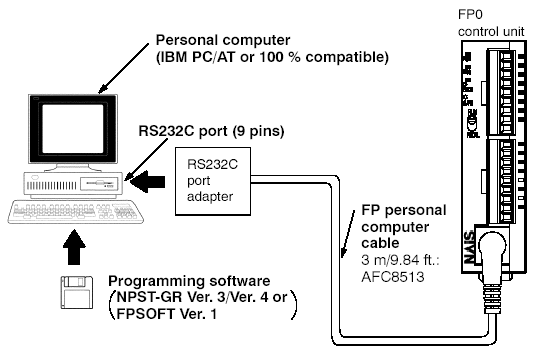 FP0
control unit
Personal computer
(IBM PC/AT or 100 % compatible)
RS232C port (9 pins)
RS232C
port
adapter
FP personal
computer
cable
3 m/9.84 ft.:
AFC8513
NAIS
Programming software
(NPST-GR Ver. 3/Ver. 4 or
FPSOFT Ver. 1)